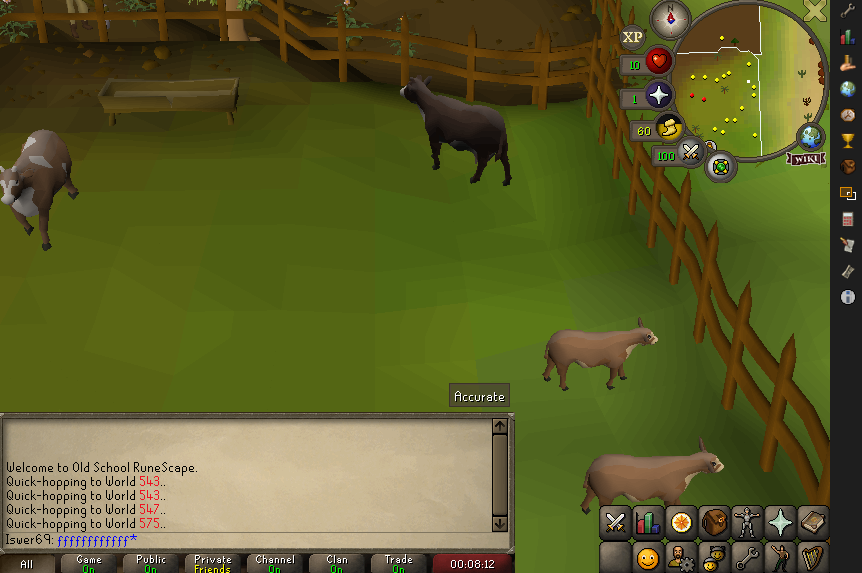 N
XP
10
1
60
100
WIKI
Accurate
Welcome to Old School RuneScape.
Quick-hopping to World 543..
Quick-hopping to World 543..
Quick-hopping to World 547..
Quick-hopping to World 575..
Iswer69: ffffffffffff*
All
Game
On
Public
On
Private
Friends
Channel
On
Clan
On
Trade
On
00:08:12